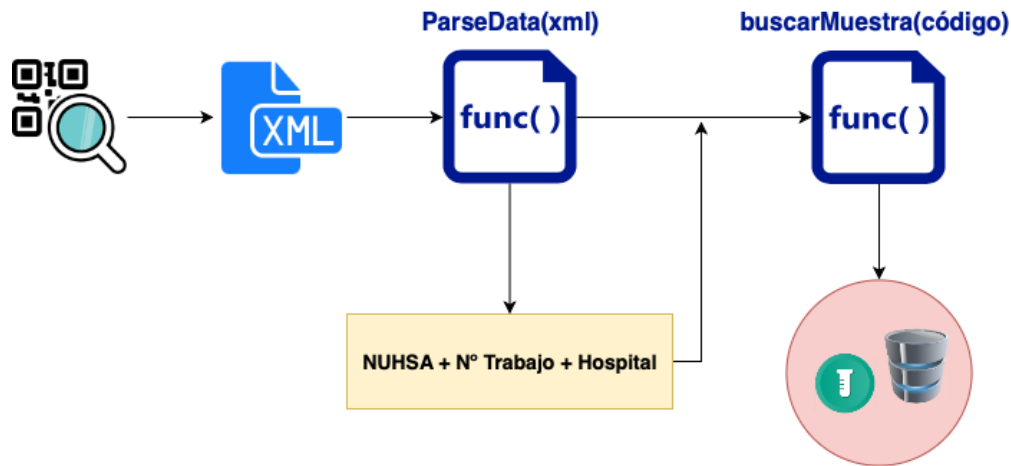 ParseData(xml)
buscarMuestra(código)
XML
func( )
func( )
NUHSA + Nº Trabajo + Hospital